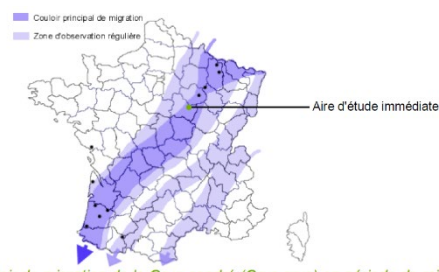 Couloir principal de migration
Zone d'observation régulière
Aire d'étude immédiate